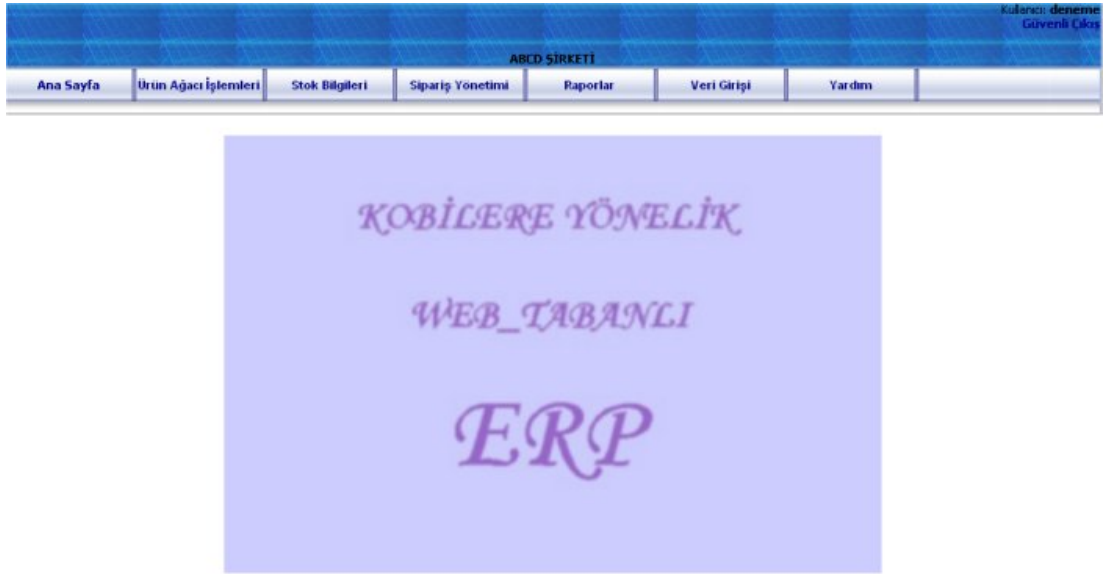 Kullanıcı: deneme
Güvenli Çıkış
ABCD ŞİRKETİ
Ana Sayfa Ürün Ağacı İşlemleri Stok Bilgileri Sipariş Yönetimi Raporlar Veri Girişi Yardım
KOBİLERE YÖNELİK
WEB_TABANLI
ERP